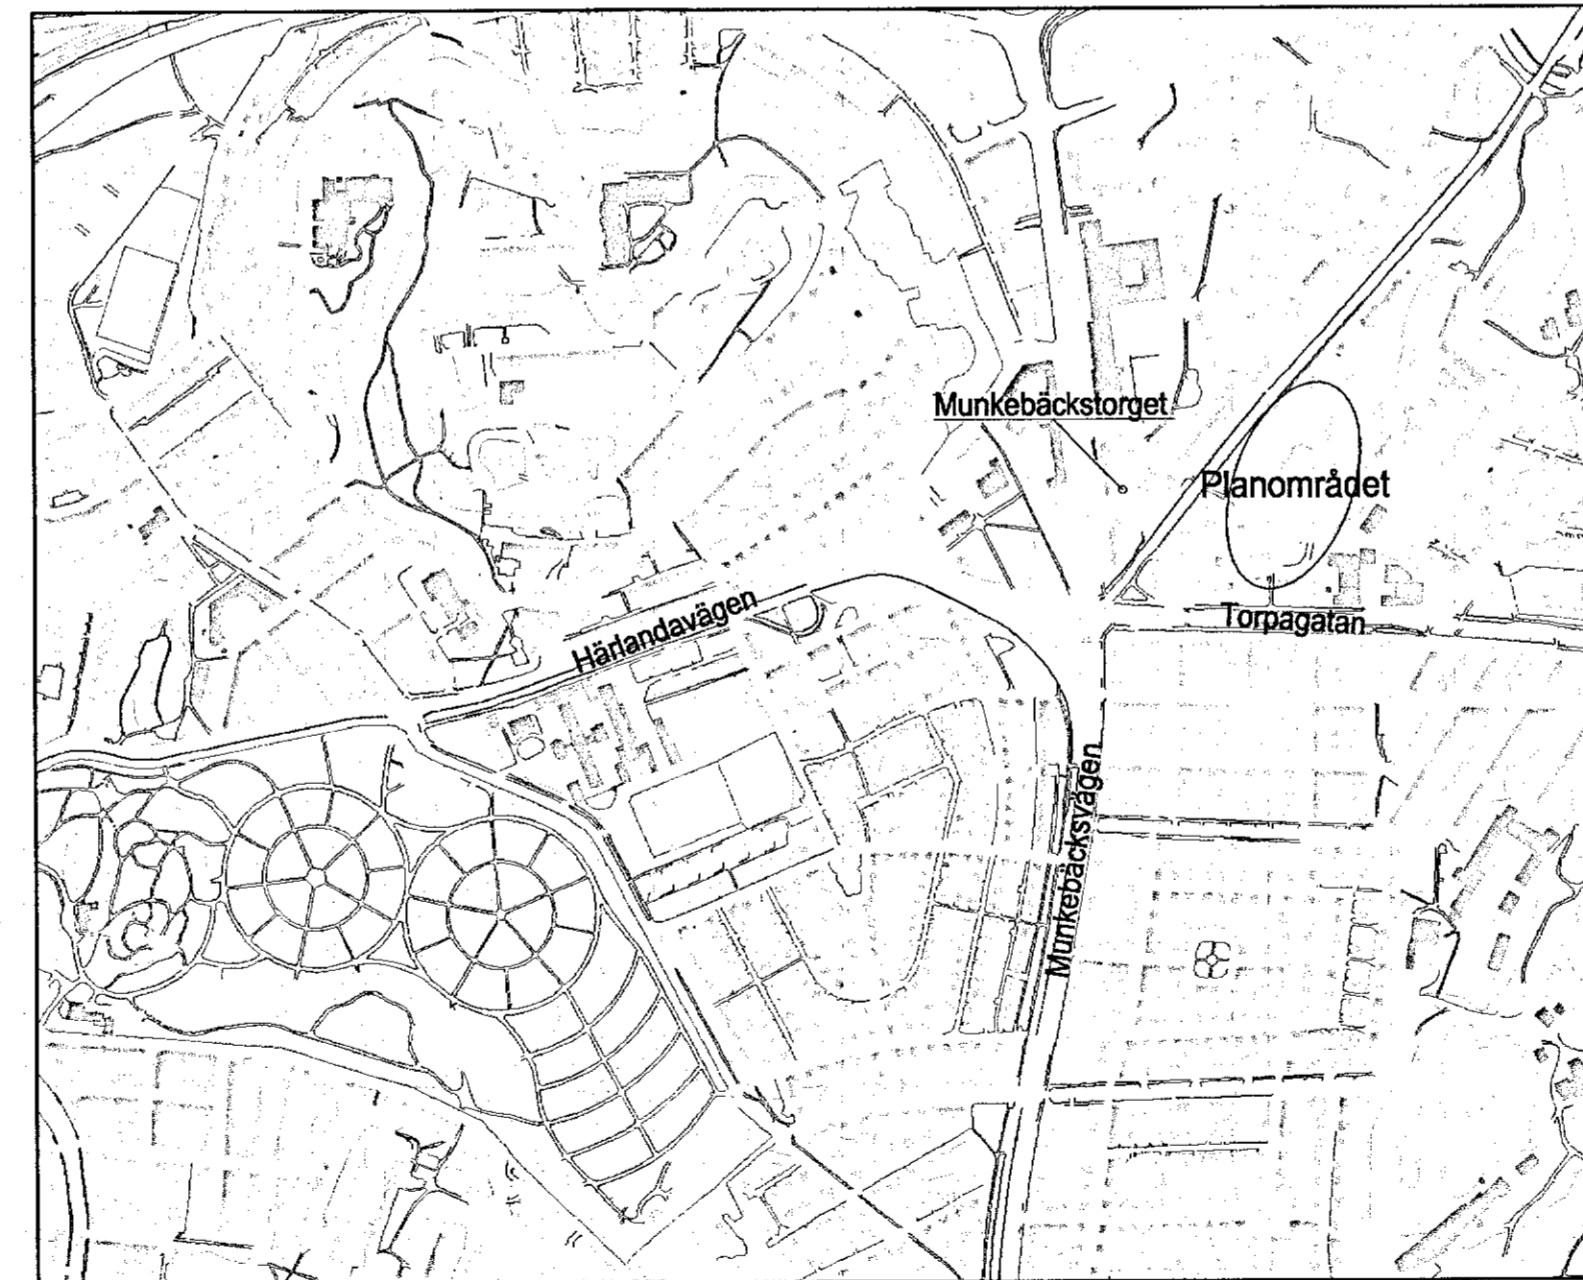 Munkebäckstorget
Planområdet
Härlandavägen
Torpagatan
Munkebäcksvägen